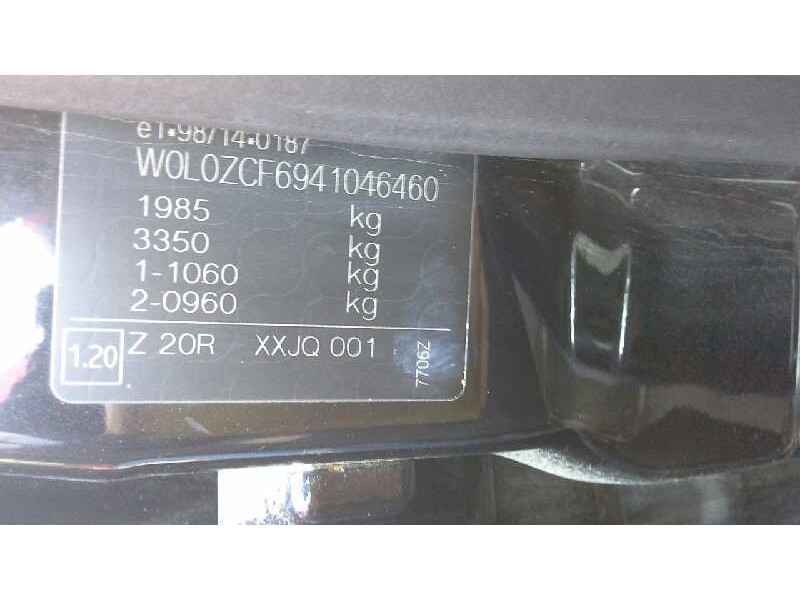 e1*98/14*0187
W0L0ZCF6941046460
1985 kg
3350 kg
1-1060 kg
2-0960 kg
1.20 Z 20R XXJQ 001
7706Z